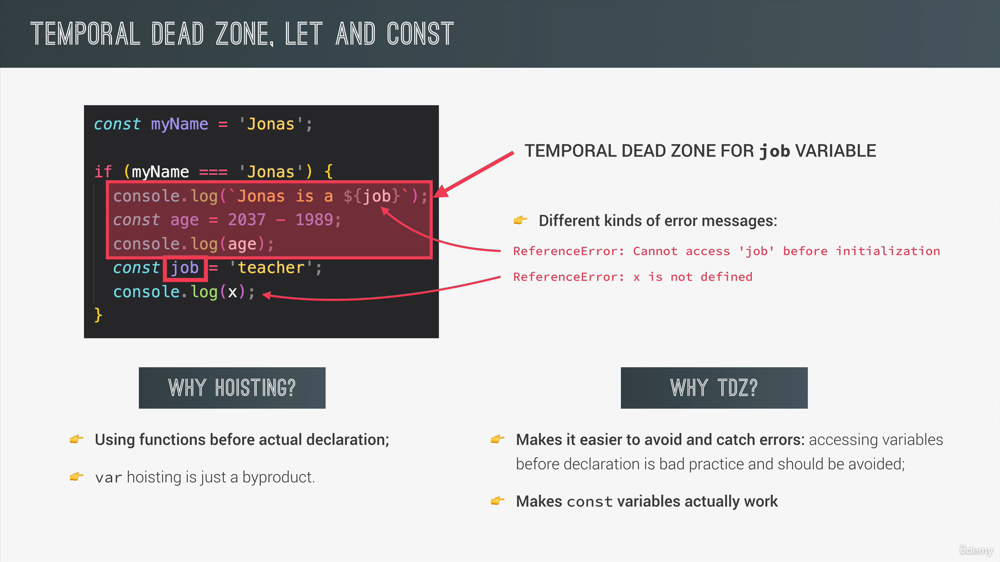 TEMPORAL DEAD ZONE, LET AND CONST
const myName = 'Jonas';
if (myName === 'Jonas') {
console.log(`Jonas is a ${job}`);
const age = 2037 - 1989;
console.log(age);
const job = 'teacher';
console.log(x);
}
TEMPORAL DEAD ZONE FOR job VARIABLE
👉 Different kinds of error messages:
ReferenceError: Cannot access 'job' before initialization
ReferenceError: x is not defined
WHY HOISTING?
👉 Using functions before actual declaration;
👉 var hoisting is just a byproduct.
WHY TDZ?
👉 Makes it easier to avoid and catch errors: accessing variables
before declaration is bad practice and should be avoided;
👉 Makes const variables actually work
ûdemy